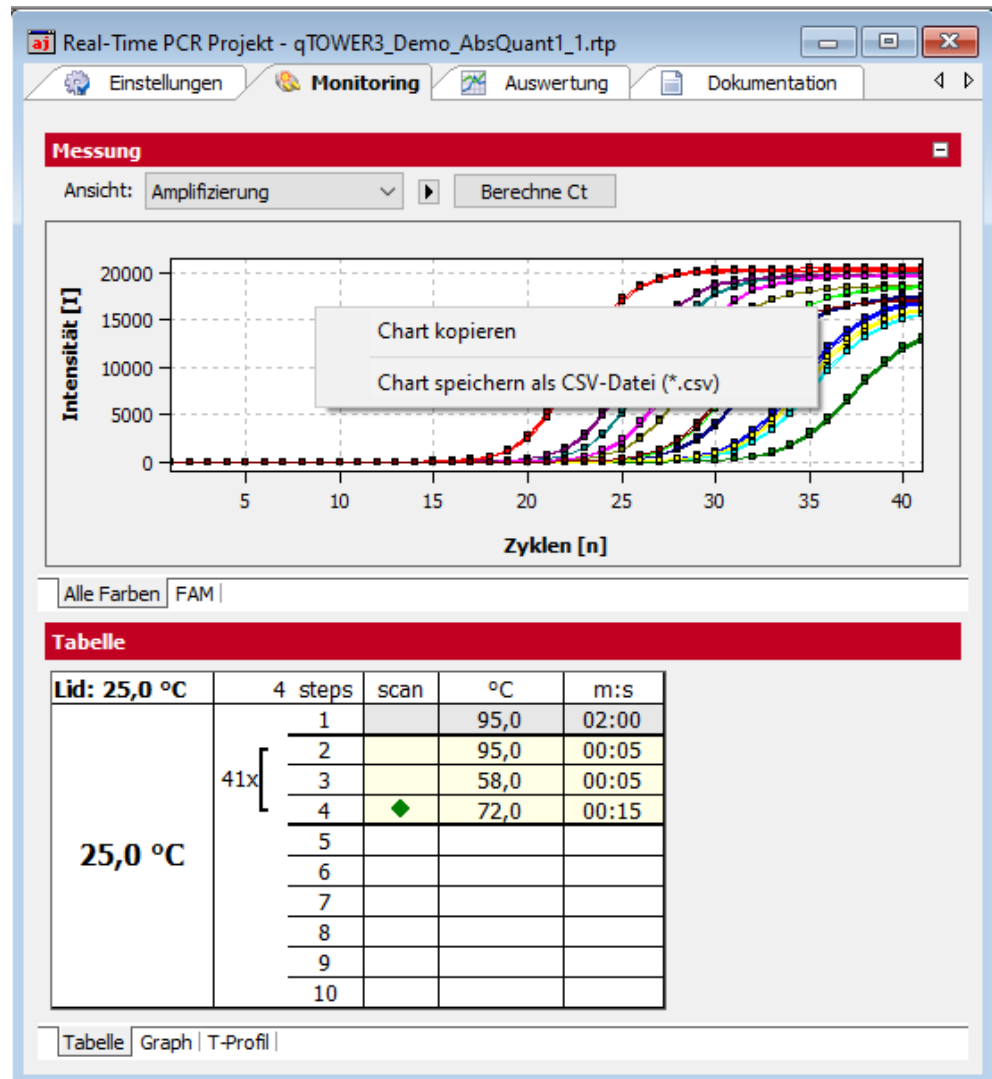 aj Real-Time PCR Projekt - qTOWER3_Demo_AbsQuant1_1.rtp
Einstellungen Monitoring Auswertung Dokumentation
Messung
Ansicht: Amplifizierung Berechne Ct
20000
15000
10000
5000
0
Intensität [I]
Chart kopieren
Chart speichern als CSV-Datei (*.csv)
5 10 15 20 25 30 35 40
Zyklen [n]
Alle Farben FAM
Tabelle
Lid: 25,0 °C 4 steps scan °C m:s
1 95,0 02:00
2 95,0 00:05
41x 3 58,0 00:05
4 72,0 00:15
5
25,0 °C
6
7
8
9
10
Tabelle Graph T-Profil